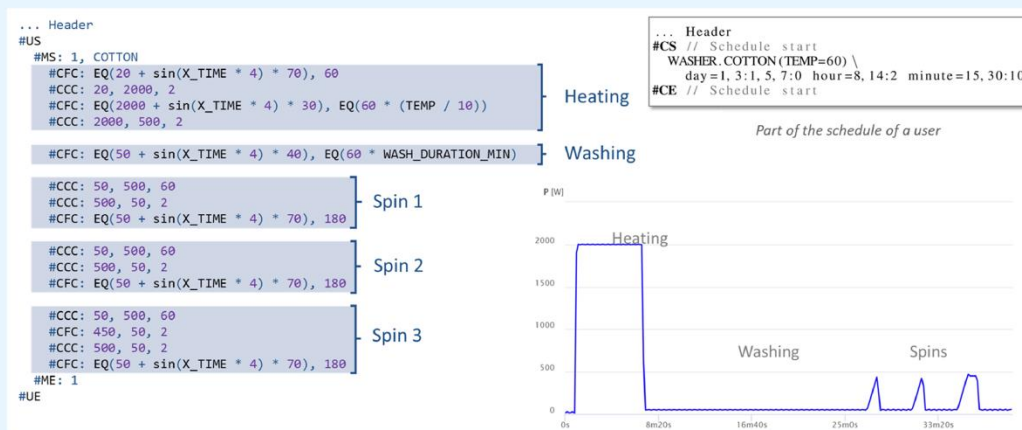 ... Header
#US
#MS: 1, COTTON
#CFC: EQ(20 + sin(X_TIME * 4) * 70), 60
#CCC: 20, 2000, 2
#CFC: EQ(2000 + sin(X_TIME * 4) * 30), EQ(60 * (TEMP / 10))
#CCC: 2000, 500, 2
Heating
#CFC: EQ(50 + sin(X_TIME * 4) * 40), EQ(60 * WASH_DURATION_MIN)
Washing
#CCC: 50, 500, 60
#CCC: 500, 50, 2
#CFC: EQ(50 + sin(X_TIME * 4) * 70), 180
Spin 1
#CCC: 50, 500, 60
#CCC: 500, 50, 2
#CFC: EQ(50 + sin(X_TIME * 4) * 70), 180
Spin 2
#CCC: 50, 500, 60
#CFC: 450, 50, 2
#CCC: 500, 50, 2
#CFC: EQ(50 + sin(X_TIME * 4) * 70), 180
Spin 3
#ME: 1
#UE
... Header
#CS // Schedule start
WASHER.COTTON(TEMP=60) \
day=1, 3:1, 5, 7:0 hour=8, 14:2 minute=15, 30:10
#CE // Schedule start
Part of the schedule of a user
P [W]
2000
1500
1000
500
0
Heating
Washing
Spins
0s
8m20s
16m40s
25m0s
33m20s